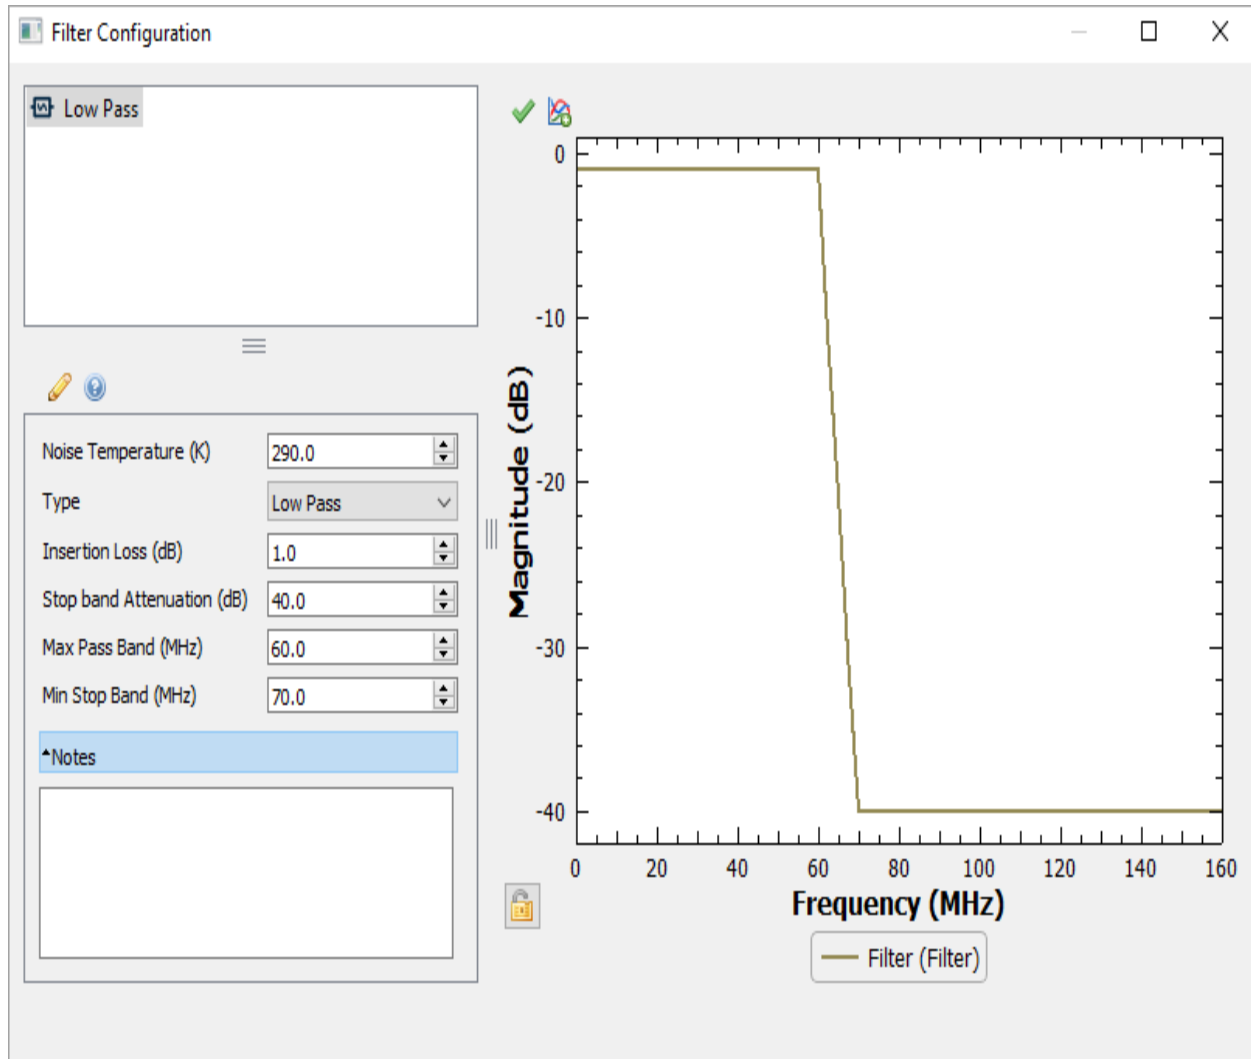 Filter Configuration
Low Pass
Noise Temperature (K) 290.0
Type Low Pass
Insertion Loss (dB) 1.0
Stop band Attenuation (dB) 40.0
Max Pass Band (MHz) 60.0
Min Stop Band (MHz) 70.0
Notes
Magnitude (dB)
0
-10
-20
-30
-40
0 20 40 60 80 100 120 140 160
Frequency (MHz)
Filter (Filter)